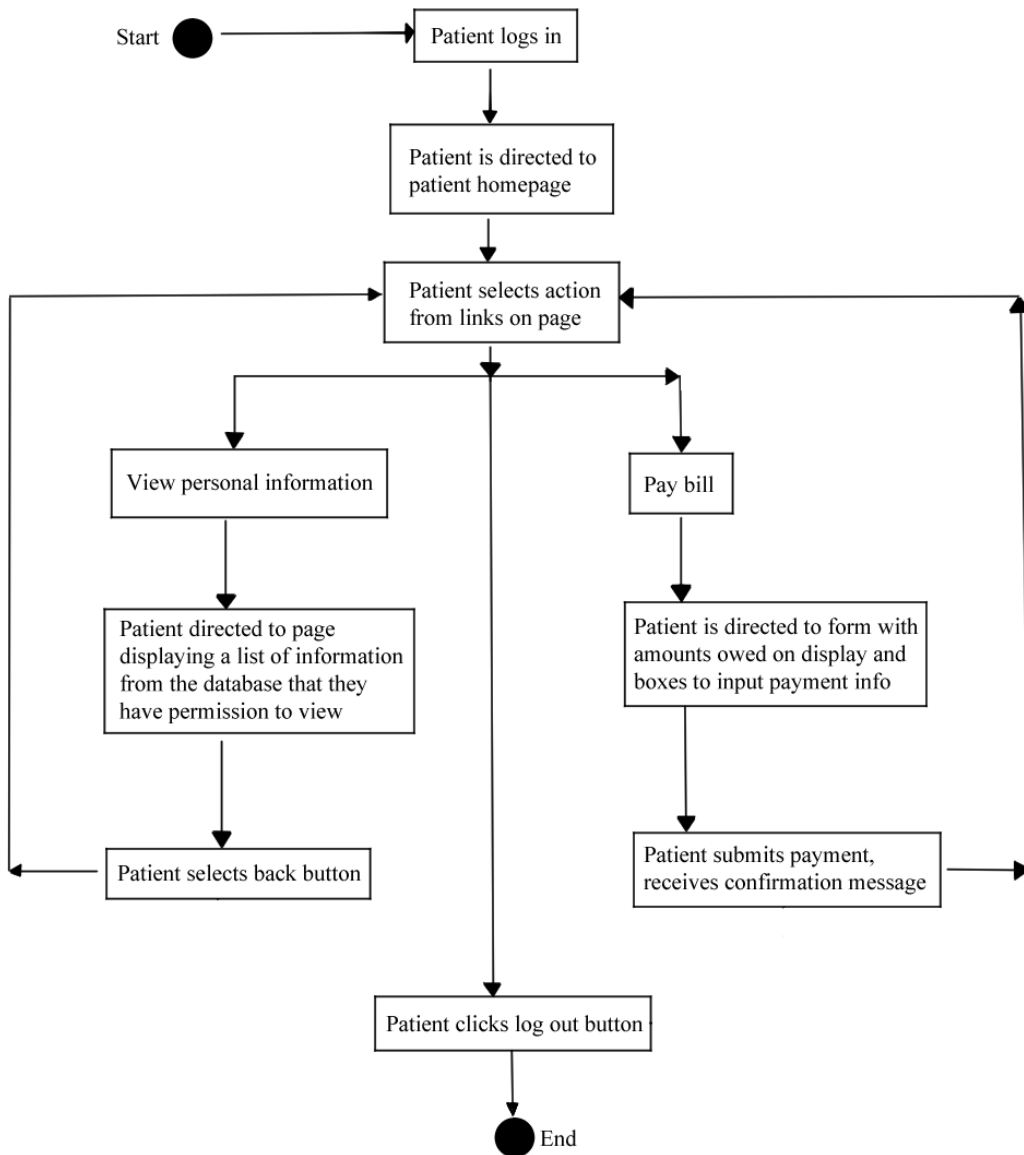 Start
Patient logs in
Patient is directed to
patient homepage
Patient selects action
from links on page
View personal information
Pay bill
Patient directed to page
displaying a list of information
from the database that they
have permission to view
Patient is directed to form with
amounts owed on display and
boxes to input payment info
Patient selects back button
Patient submits payment,
receives confirmation message
Patient clicks log out button
End